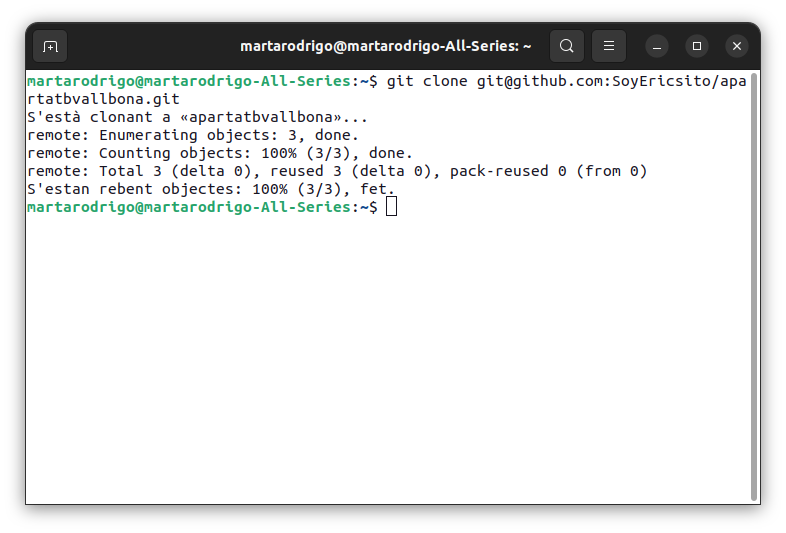 martarodrigo@martarodrigo-All-Series: ~
martarodrigo@martarodrigo-All-Series:~$ git clone git@github.com:SoyEricsito/apa
rtatbvallbona.git
S'està clonant a «apartatbvallbona»...
remote: Enumerating objects: 3, done.
remote: Counting objects: 100% (3/3), done.
remote: Total 3 (delta 0), reused 3 (delta 0), pack-reused 0 (from 0)
S'estan rebent objectes: 100% (3/3), fet.
martarodrigo@martarodrigo-All-Series:~$